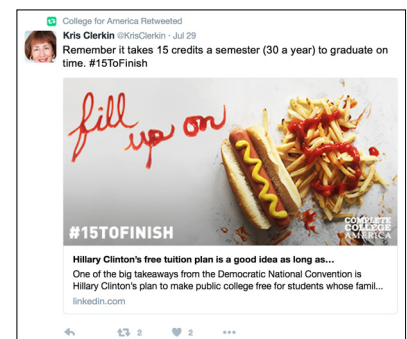 College for America Retweeted
Kris Clerkin @KrisClerkin · Jul 29
Remember it takes 15 credits a semester (30 a year) to graduate on
time. #15ToFinish
fill
up on
#15TOFINISH
COMPLETE
COLLEGE
AMERICA
Hillary Clinton's free tuition plan is a good idea as long as...
One of the big takeaways from the Democratic National Convention is
Hillary Clinton's plan to make public college free for students whose famil...
linkedin.com
2 2